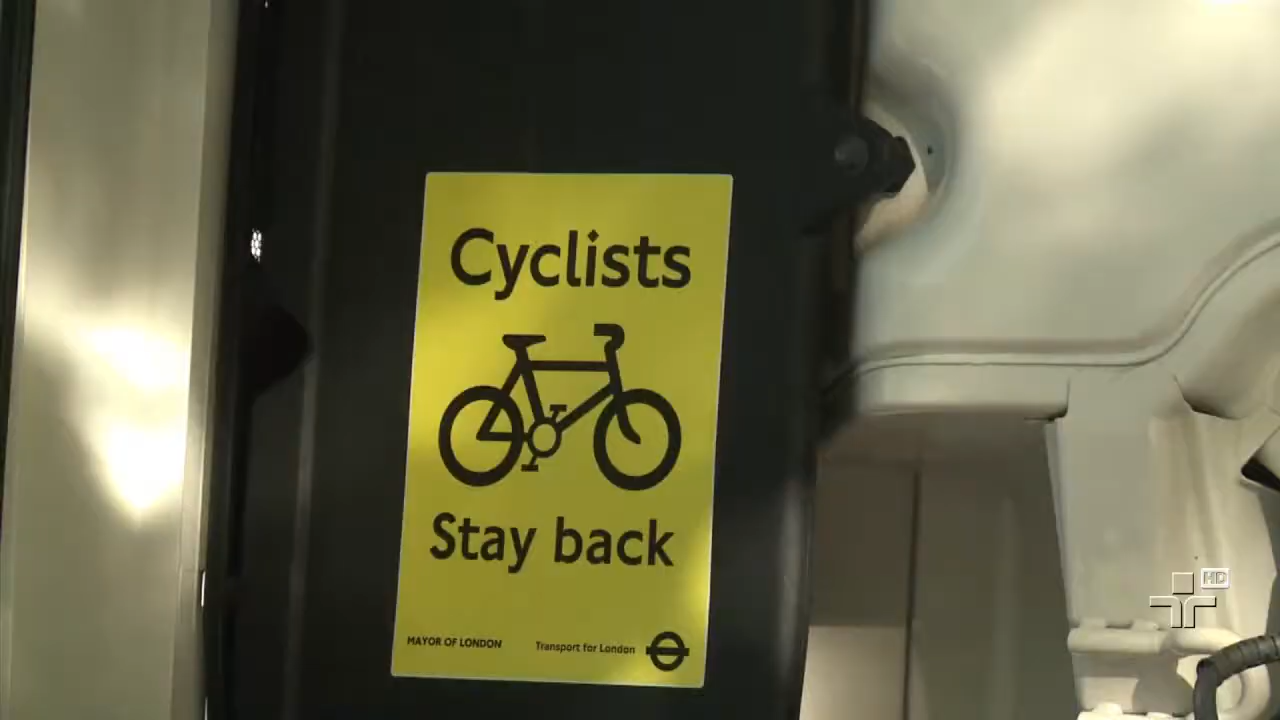 Cyclists
Stay back
MAYOR OF LONDON
Transport for London
HD